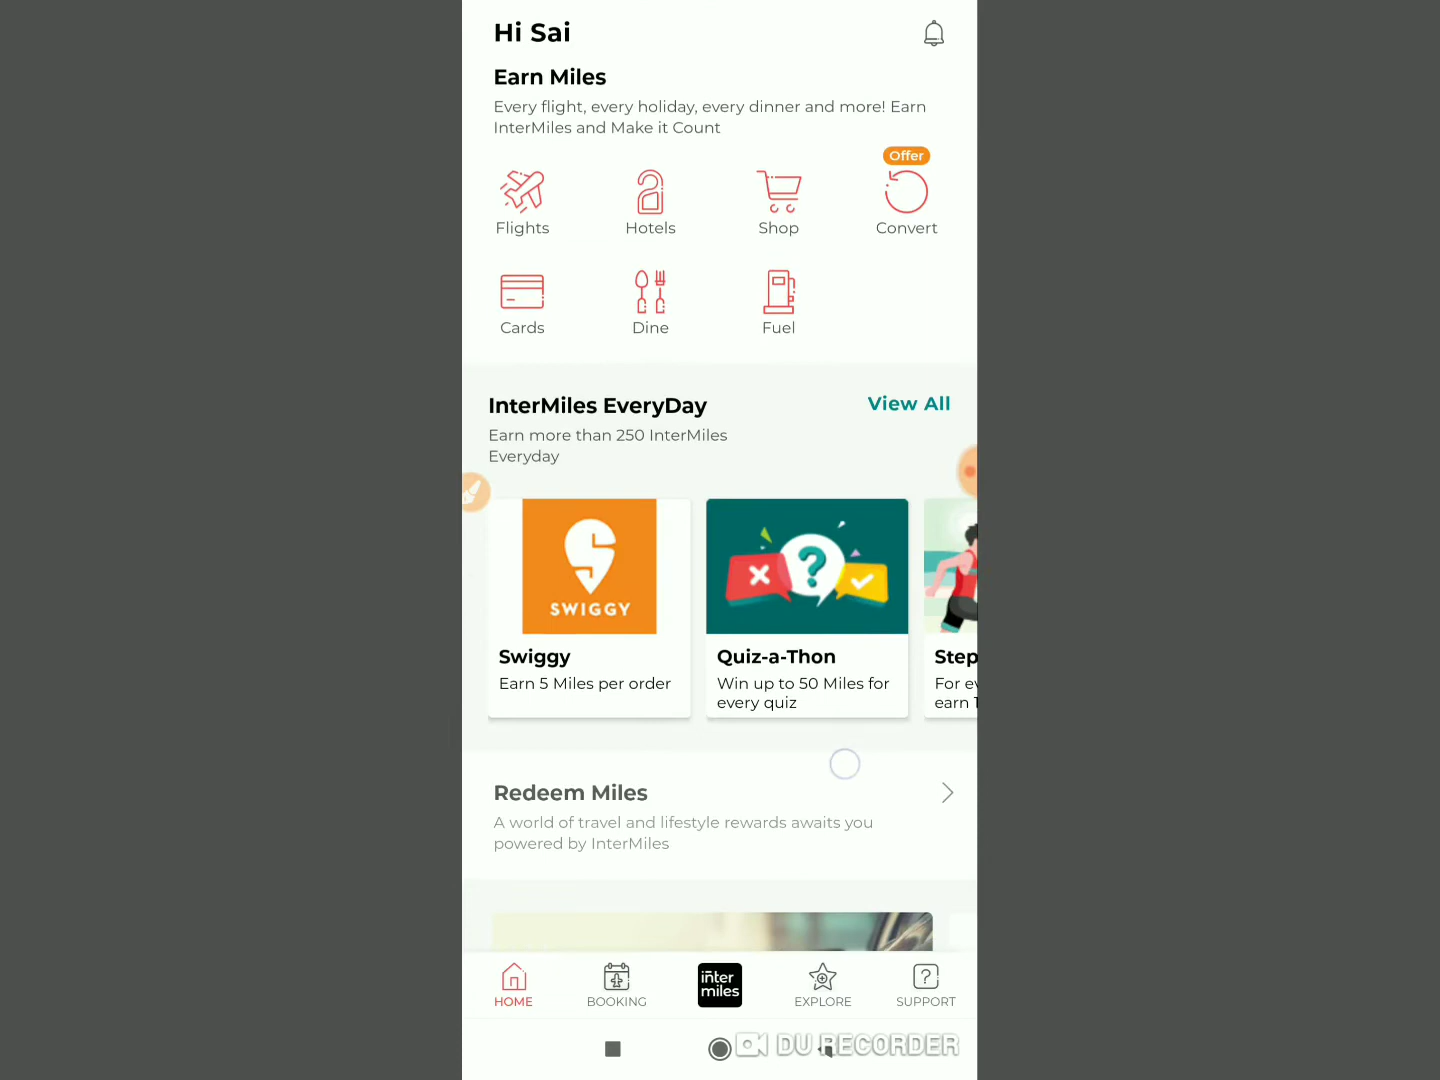 Hi Sai
Earn Miles
Every flight, every holiday, every dinner and more! Earn
InterMiles and Make it Count
Offer
Flights
Hotels
Shop
Convert
Cards
Dine
Fuel
InterMiles EveryDay
View All
Earn more than 250 InterMiles
Everyday
SWIGGY
Swiggy
Earn 5 Miles per order
Quiz-a-Thon
Win up to 50 Miles for
every quiz
Step
For ev
earn 1
Redeem Miles
A world of travel and lifestyle rewards awaits you
powered by InterMiles
HOME
BOOKING
inter
miles
EXPLORE
SUPPORT
DU RECORDER